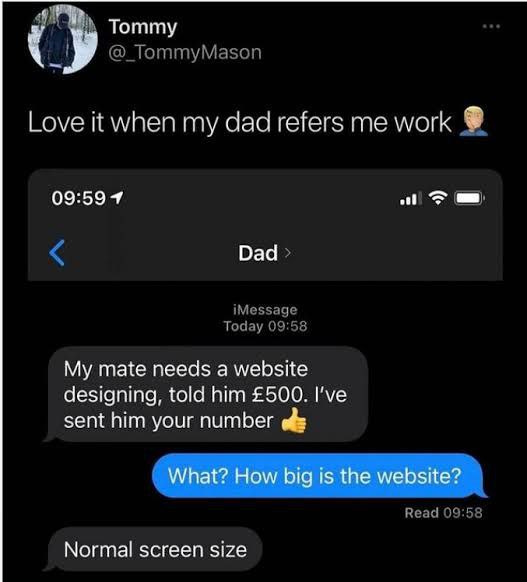 Tommy
@_TommyMason
Love it when my dad refers me work 🤦🏼‍♂️
09:59
Dad
iMessage
Today 09:58
My mate needs a website
designing, told him £500. I've
sent him your number 👍
What? How big is the website?
Read 09:58
Normal screen size